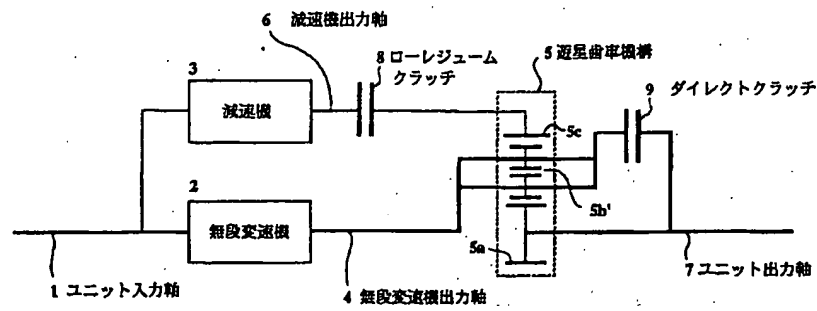 6 減速機出力軸
8 ローレジューム
クラッチ
5 遊星歯車機構
9 ダイレクトクラッチ
3
減速機
5c
2
無段変速機
5b'
5a
1 ユニット入力軸
4 無段変速機出力軸
7 ユニット出力軸